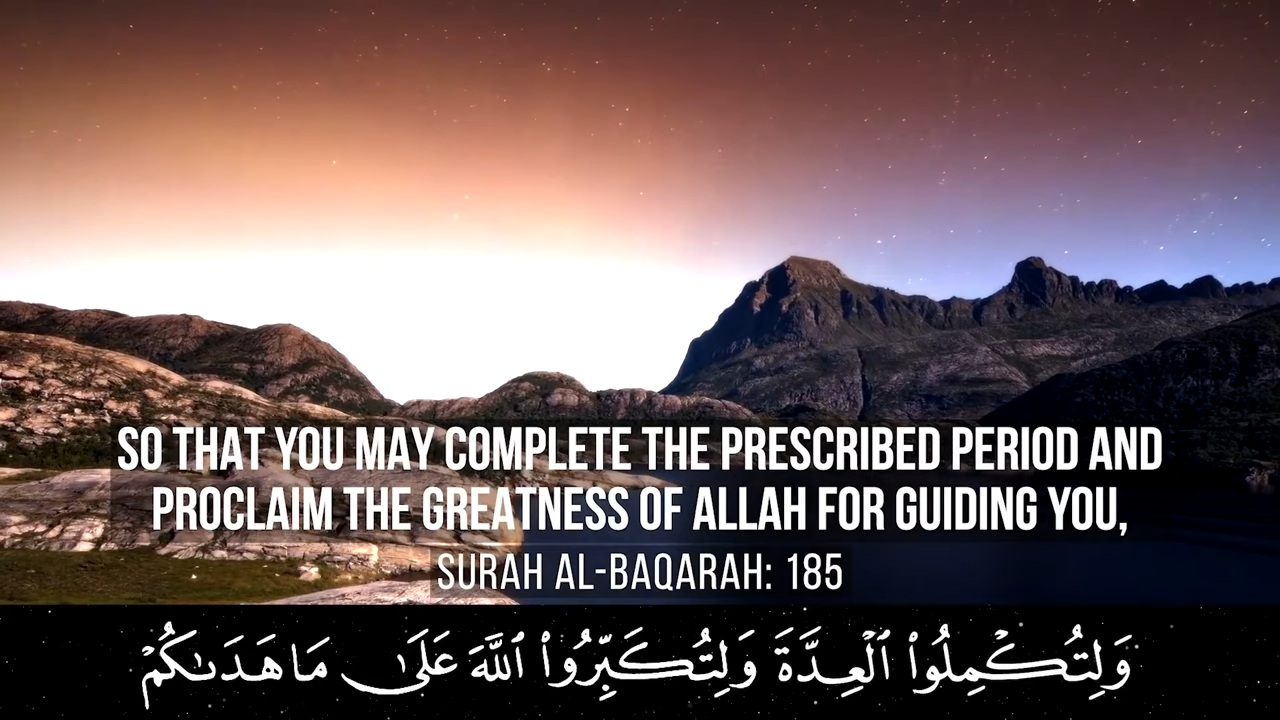 SO THAT YOU MAY COMPLETE THE PRESCRIBED PERIOD AND
PROCLAIM THE GREATNESS OF ALLAH FOR GUIDING YOU,
SURAH AL-BAQARAH: 185
وَلِتُكْمِلُوا۟ ٱلْعِدَّةَ وَلِتُكَبِّرُوا۟ ٱللَّهَ عَلَىٰ مَا هَدَىٰكُمْ